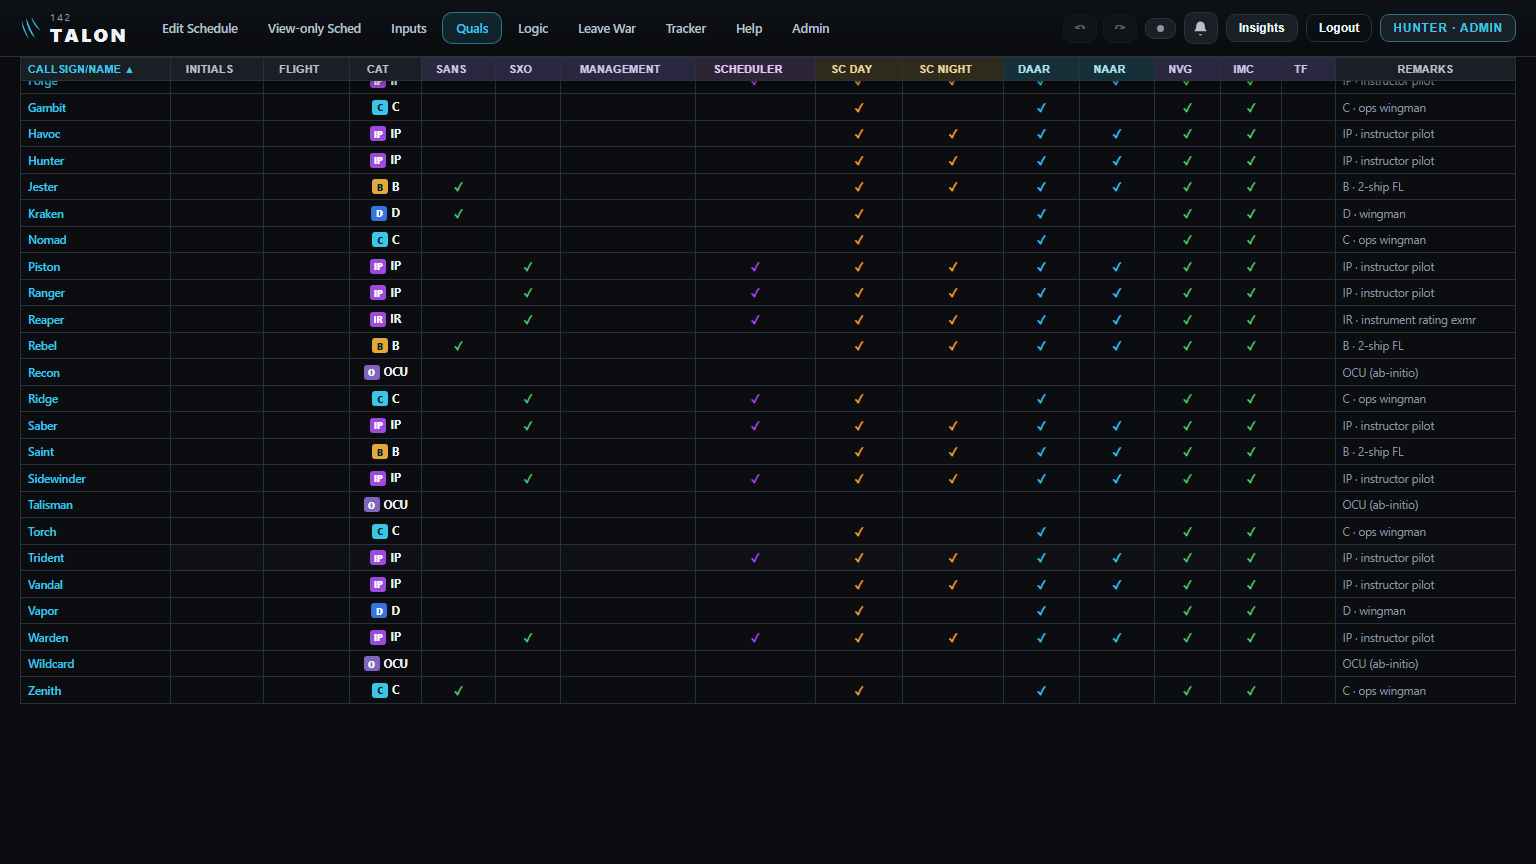 142
TALON
Edit Schedule View-only Sched Inputs Quals Logic Leave War Tracker Help Admin Insights Logout HUNTER · ADMIN
CALLSIGN/NAME ▲ INITIALS FLIGHT CAT SANS SXO MANAGEMENT SCHEDULER SC DAY SC NIGHT DAAR NAAR NVG IMC TF REMARKS
Forge IP IP ✓ ✓ ✓ ✓ ✓ ✓ ✓ IP · instructor pilot
Gambit C C ✓ ✓ ✓ ✓ C · ops wingman
Havoc IP IP ✓ ✓ ✓ ✓ ✓ ✓ IP · instructor pilot
Hunter IP IP ✓ ✓ ✓ ✓ ✓ ✓ IP · instructor pilot
Jester B B ✓ ✓ ✓ ✓ ✓ ✓ ✓ B · 2-ship FL
Kraken D D ✓ ✓ ✓ ✓ ✓ D · wingman
Nomad C C ✓ ✓ ✓ ✓ C · ops wingman
Piston IP IP ✓ ✓ ✓ ✓ ✓ ✓ ✓ ✓ IP · instructor pilot
Ranger IP IP ✓ ✓ ✓ ✓ ✓ ✓ ✓ ✓ IP · instructor pilot
Reaper IR IR ✓ ✓ ✓ ✓ ✓ ✓ ✓ ✓ IR · instrument rating exmr
Rebel B B ✓ ✓ ✓ ✓ ✓ ✓ ✓ B · 2-ship FL
Recon O OCU OCU (ab-initio)
Ridge C C ✓ ✓ ✓ ✓ ✓ ✓ C · ops wingman
Saber IP IP ✓ ✓ ✓ ✓ ✓ ✓ ✓ ✓ IP · instructor pilot
Saint B B ✓ ✓ ✓ ✓ ✓ ✓ B · 2-ship FL
Sidewinder IP IP ✓ ✓ ✓ ✓ ✓ ✓ ✓ ✓ IP · instructor pilot
Talisman O OCU OCU (ab-initio)
Torch C C ✓ ✓ ✓ ✓ C · ops wingman
Trident IP IP ✓ ✓ ✓ ✓ ✓ ✓ ✓ IP · instructor pilot
Vandal IP IP ✓ ✓ ✓ ✓ ✓ ✓ IP · instructor pilot
Vapor D D ✓ ✓ ✓ ✓ D · wingman
Warden IP IP ✓ ✓ ✓ ✓ ✓ ✓ ✓ ✓ IP · instructor pilot
Wildcard O OCU OCU (ab-initio)
Zenith C C ✓ ✓ ✓ ✓ ✓ C · ops wingman